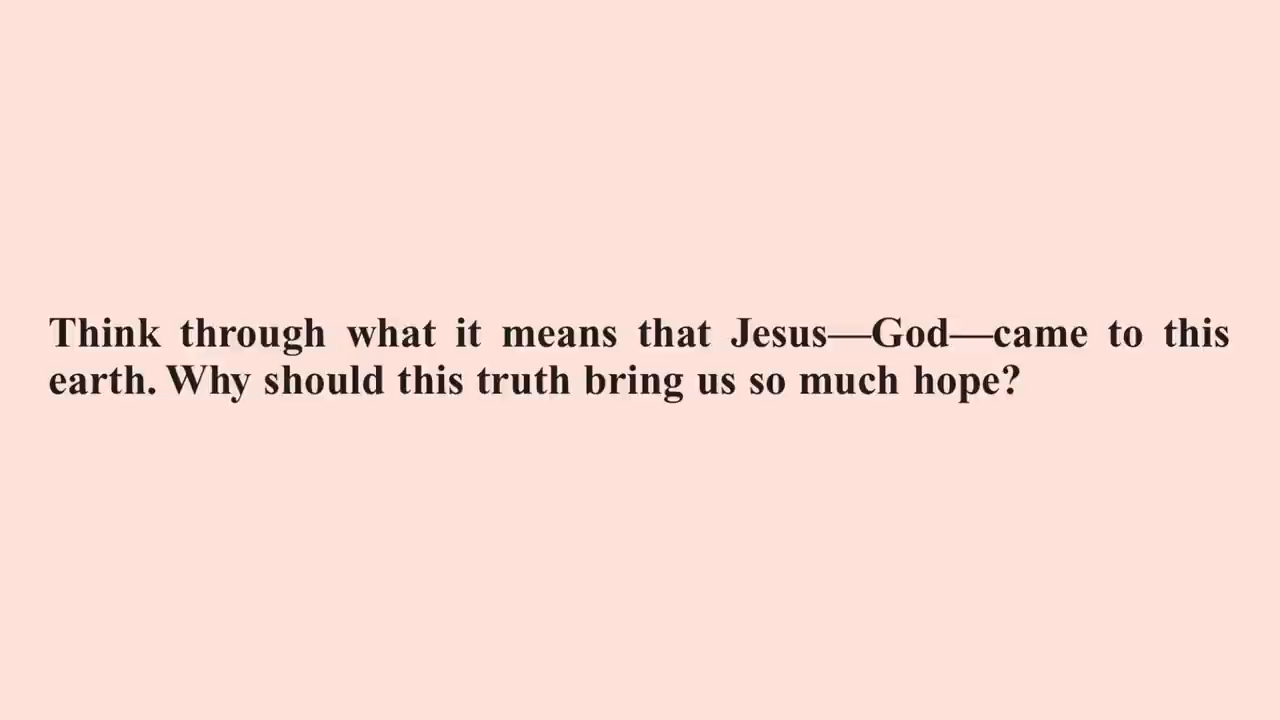 Think through what it means that Jesus—God—came to this
earth. Why should this truth bring us so much hope?